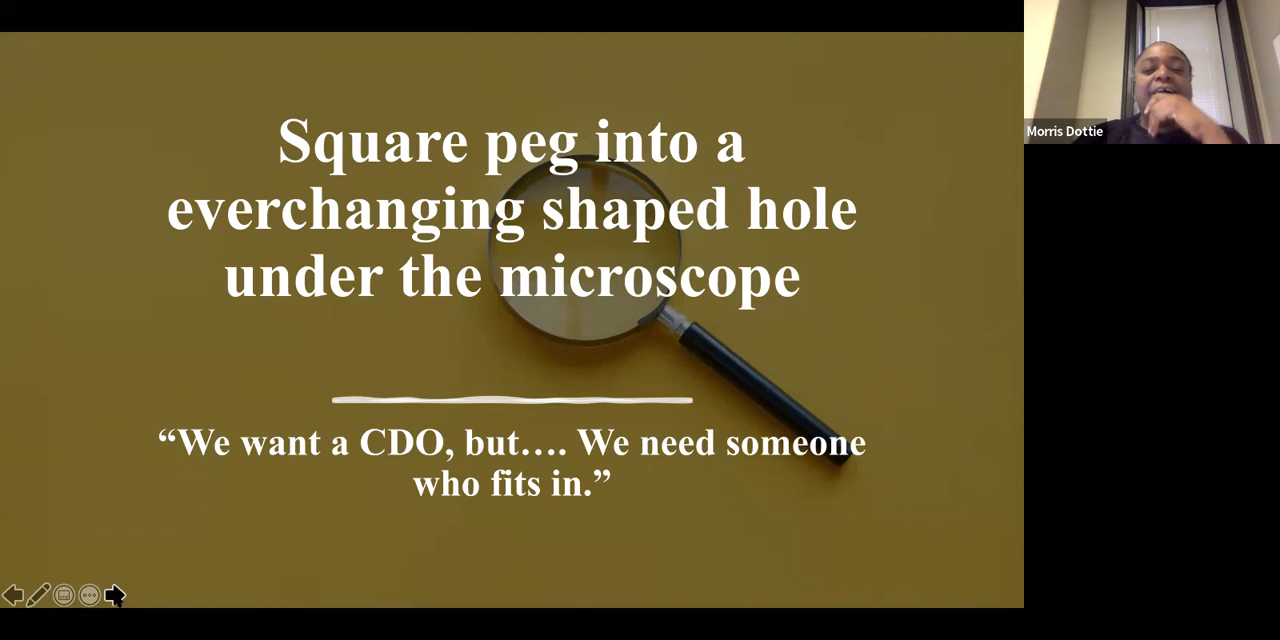 Square peg into a
everchanging shaped hole
under the microscope
“We want a CDO, but…. We need someone
who fits in.”
Morris Dottie